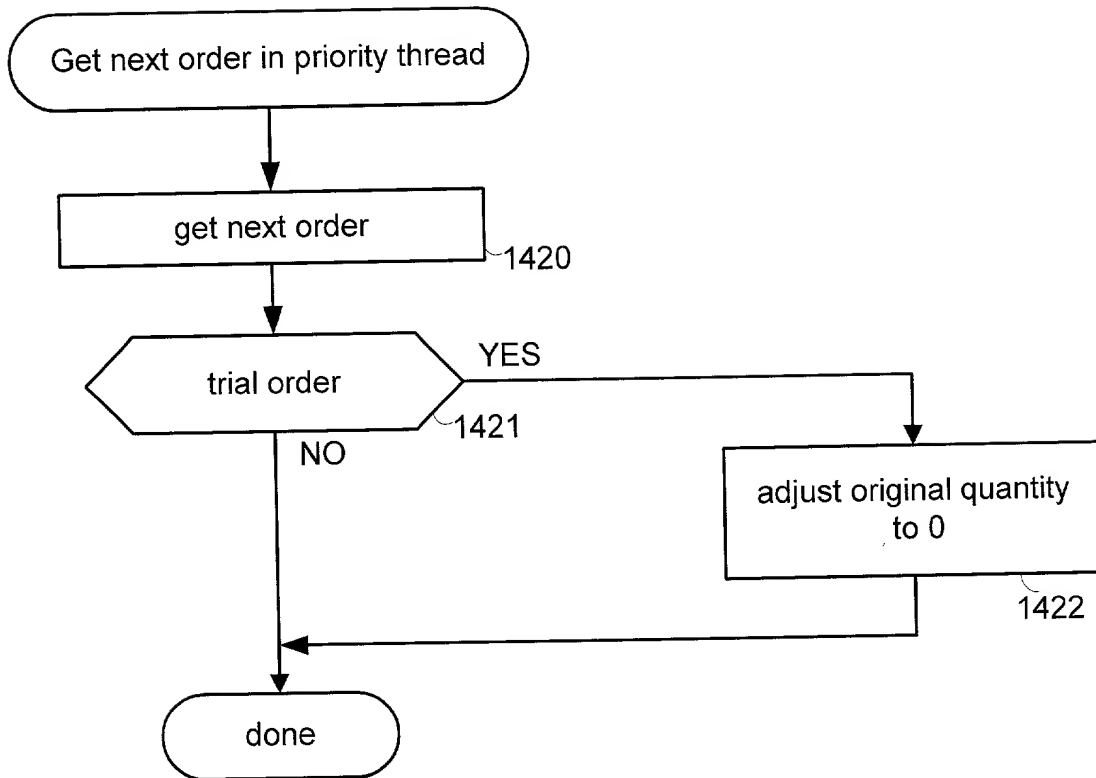 Get next order in priority thread
get next order
1420
trial order
YES
1421
NO
adjust original quantity
to 0
1422
done